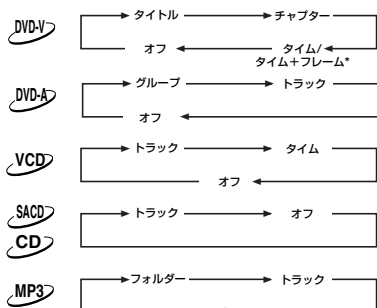 DVD-V
タイトル チャプター
オフ タイム/
タイム+フレーム*
DVD-A
グループ トラック
オフ
VCD
トラック タイム
オフ
SACD
トラック オフ
CD
MP3
フォルダー トラック